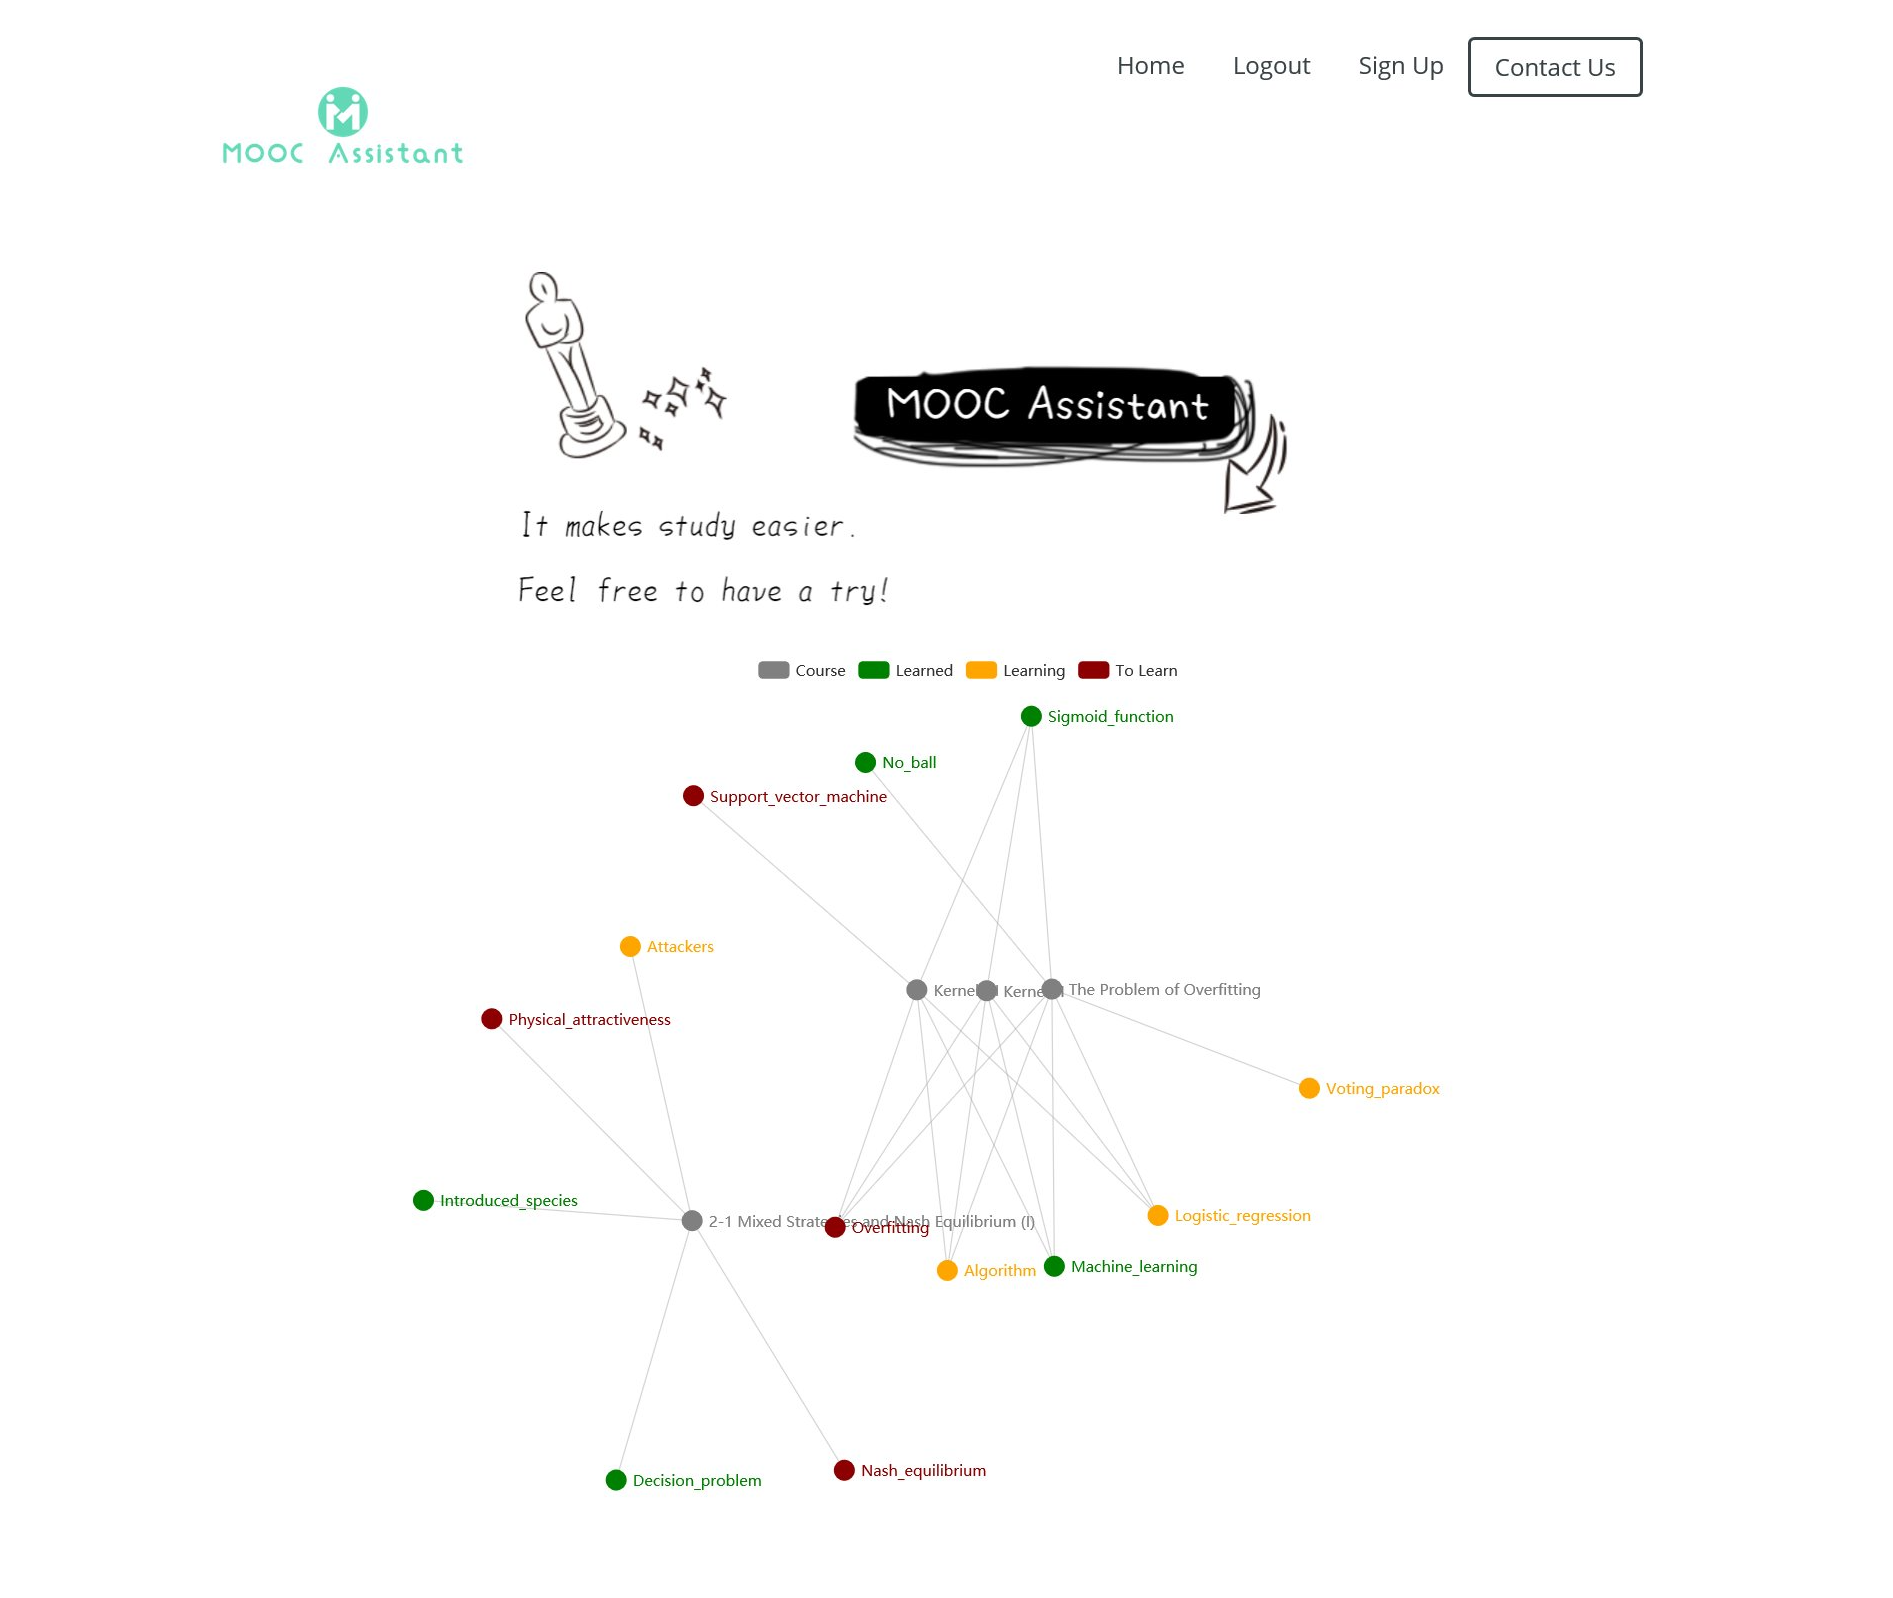 Home Logout Sign Up Contact Us
MOOC Assistant
MOOC Assistant
It makes study easier.
Feel free to have a try!
Course Learned Learning To Learn
Sigmoid_function
No_ball
Support_vector_machine
Attackers
The Problem of Overfitting
Physical_attractiveness
Voting_paradox
Introduced_species
Logistic_regression
2-1 Mixed Strategies and Nash Equilibrium (I)
Overfitting
Machine_learning
Algorithm
Nash_equilibrium
Decision_problem